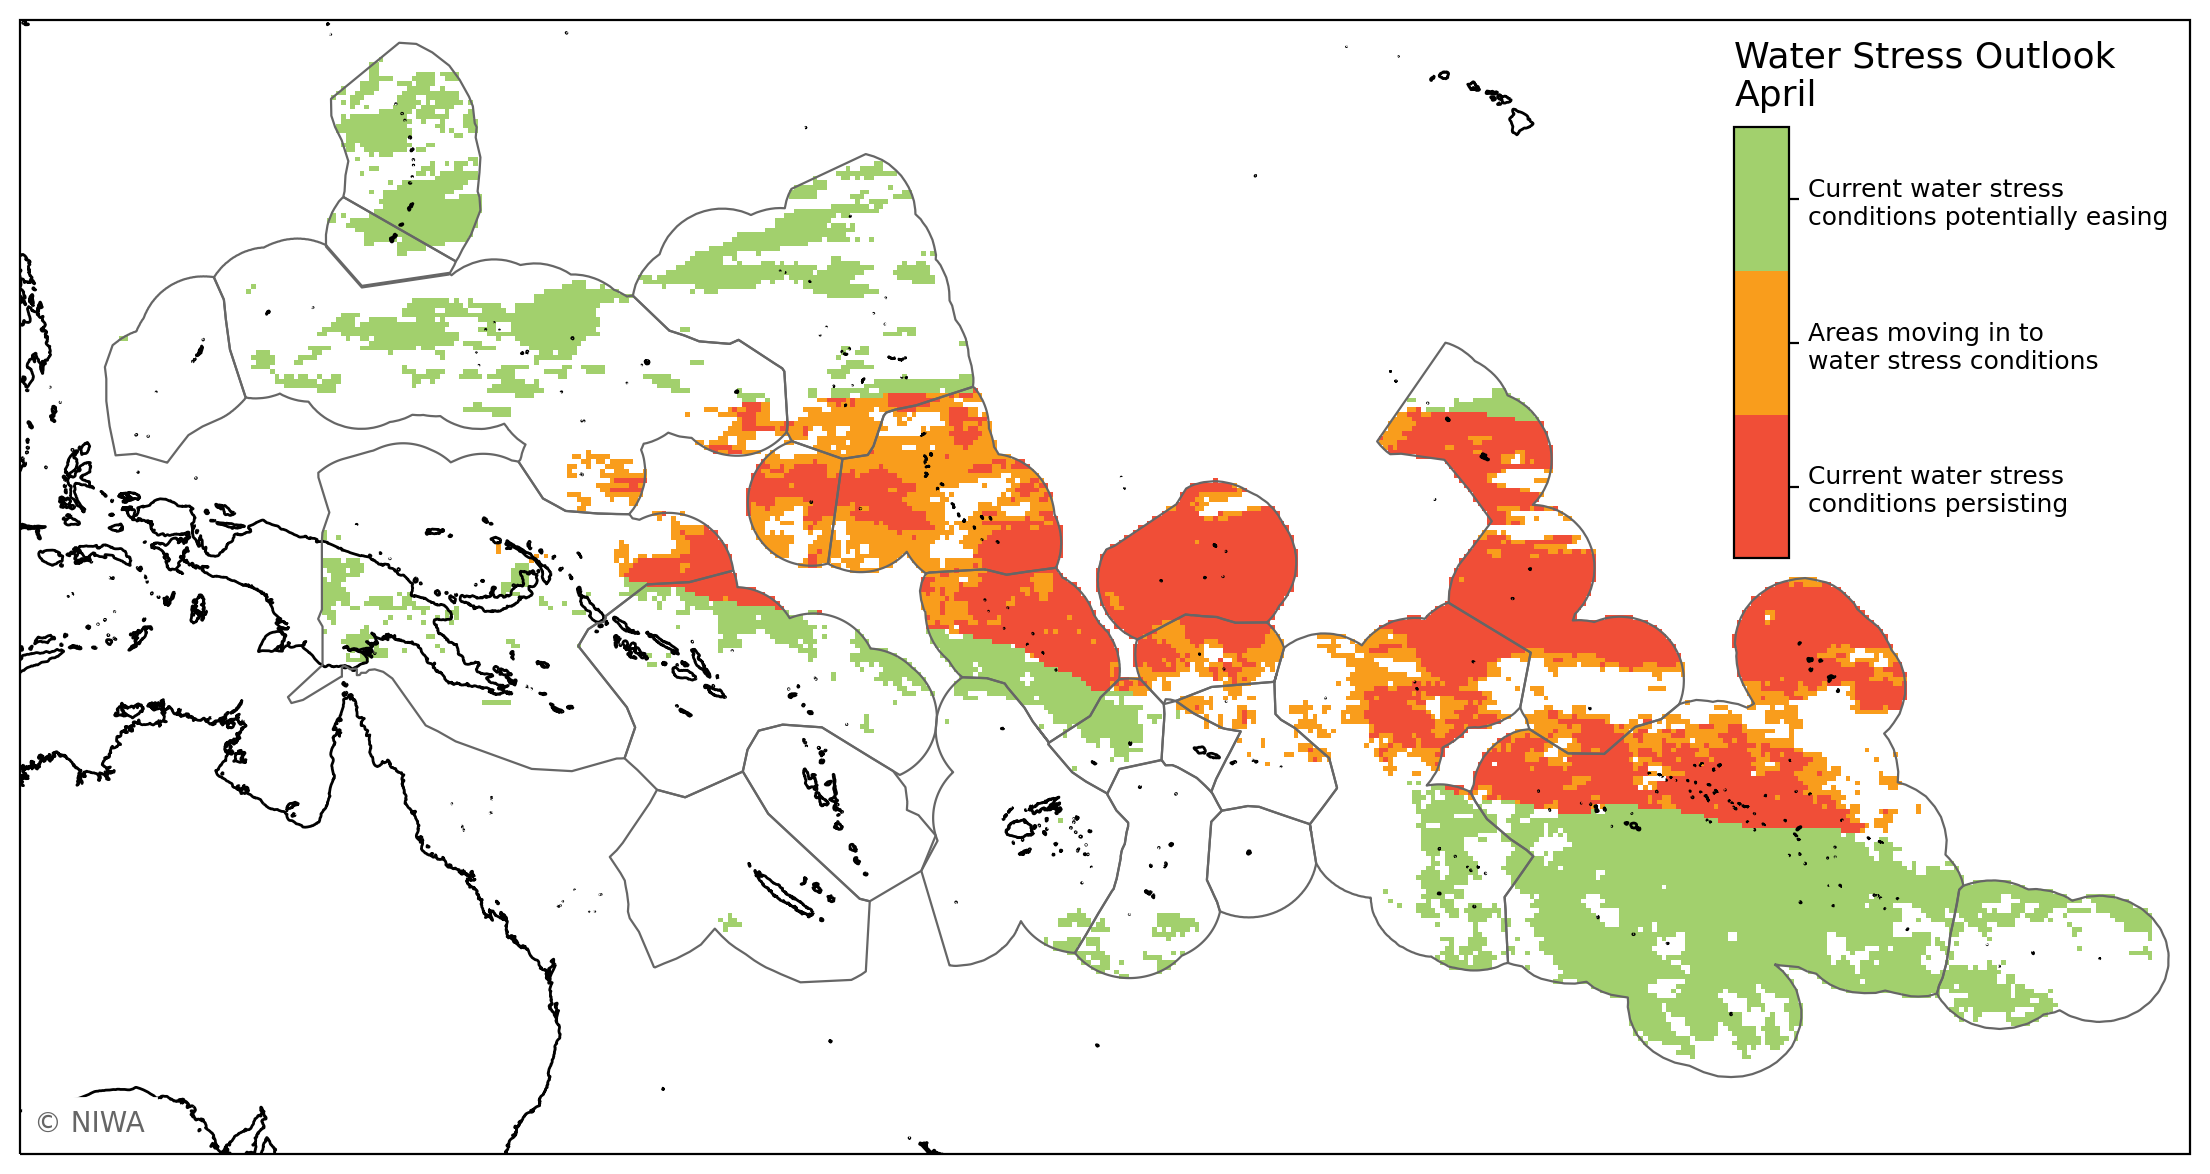 Water Stress Outlook
April
Current water stress
conditions potentially easing
Areas moving in to
water stress conditions
Current water stress
conditions persisting
© NIWA